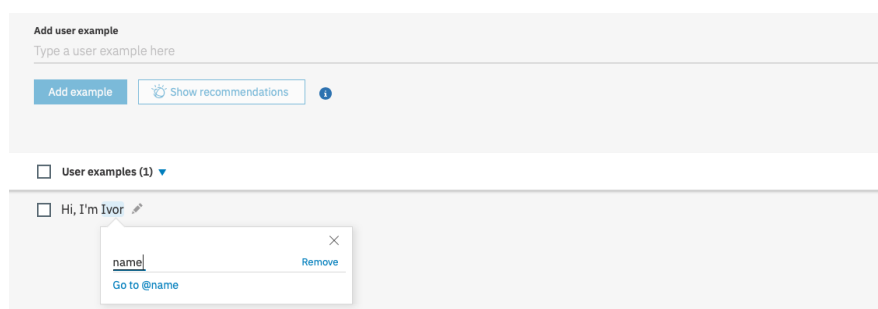 Add user example
Type a user example here
Add example Show recommendations i
User examples (1) ▼
Hi, I'm Ivor
name Remove
Go to @name